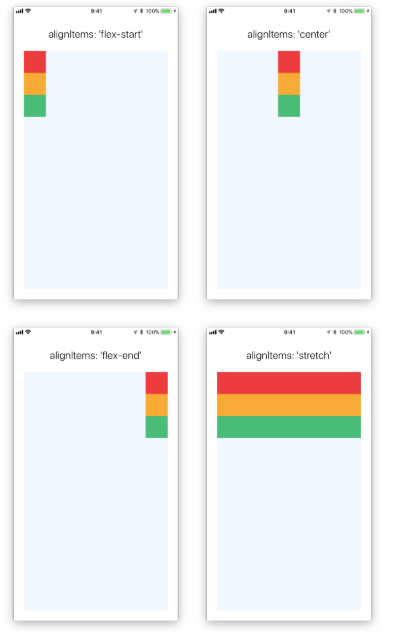 9:41 100%
alignItems: 'flex-start'
9:41 100%
alignItems: 'center'
9:41 100%
alignItems: 'flex-end'
9:41 100%
alignItems: 'stretch'